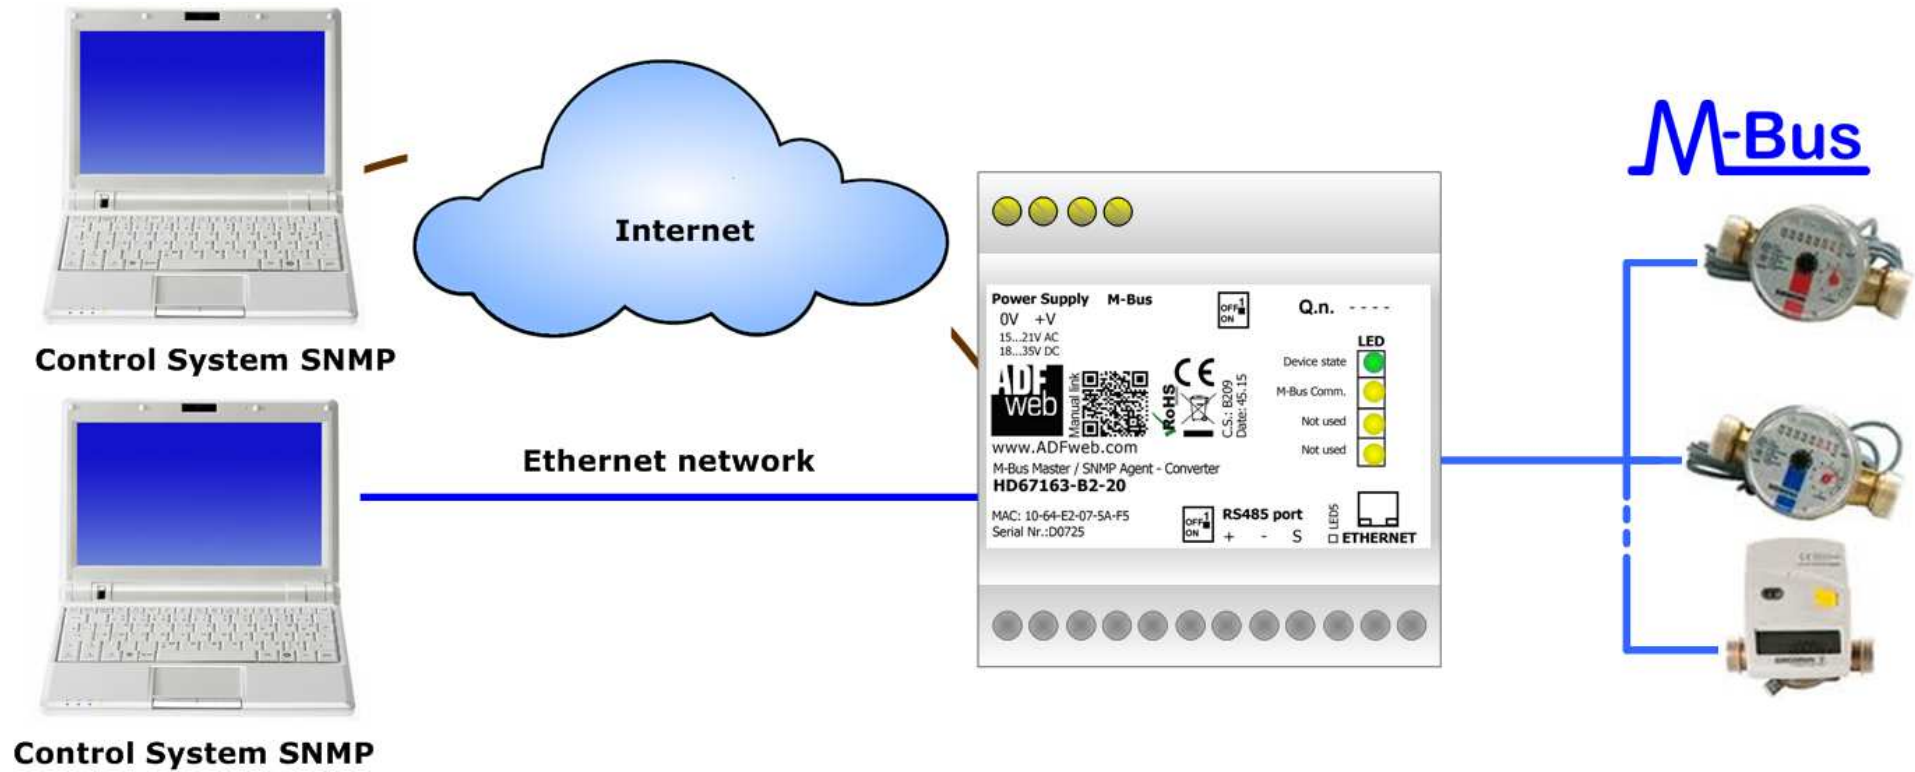 Control System SNMP
Control System SNMP
Internet
Ethernet network
Power Supply M-Bus
0V +V
15...21V AC
18...35V DC
OFF 1
ON
Q.n. - - - -
LED
Device state
M-Bus Comm.
Not used
Not used
ADF
web
Manual link
RoHS
CE
C.S.: B209
Date: 45.15
www.ADFweb.com
M-Bus Master / SNMP Agent - Converter
HD67163-B2-20
MAC: 10-64-E2-07-5A-F5
Serial Nr.:D0725
OFF 1
ON
RS485 port
+ - S
LED5
ETHERNET
M-Bus